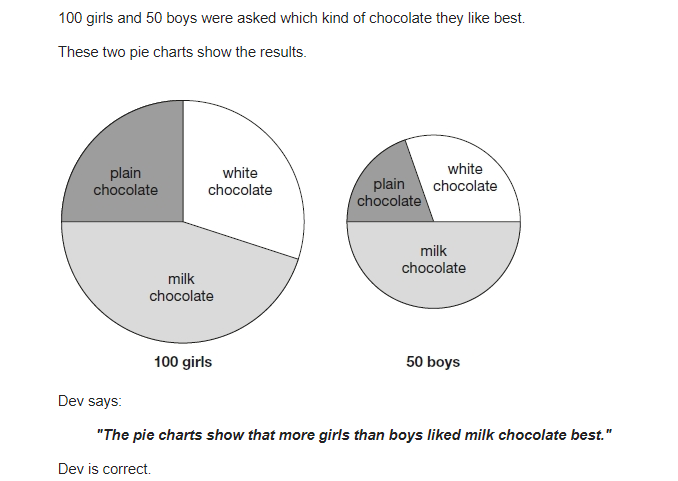 100 girls and 50 boys were asked which kind of chocolate they like best.
These two pie charts show the results.
plain
chocolate
white
chocolate
milk
chocolate
100 girls
plain
chocolate
white
chocolate
milk
chocolate
50 boys
Dev says:
"The pie charts show that more girls than boys liked milk chocolate best."
Dev is correct.